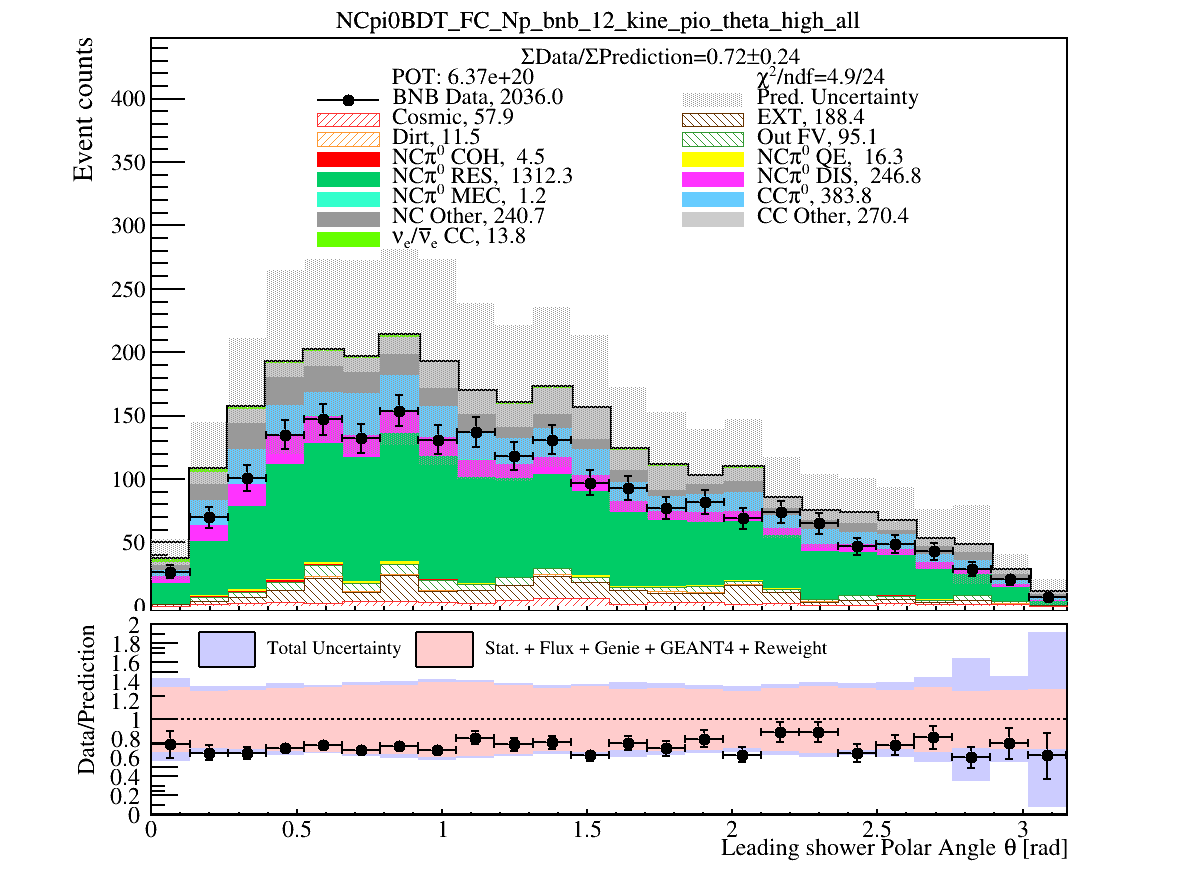 NCpi0BDT_FC_Np_bnb_12_kine_pio_theta_high_all
ΣData/ΣPrediction=0.72±0.24
POT: 6.37e+20
χ²/ndf=4.9/24
BNB Data, 2036.0
Pred. Uncertainty
Cosmic, 57.9
EXT, 188.4
Dirt, 11.5
Out FV, 95.1
NCπ⁰ COH, 4.5
NCπ⁰ QE, 16.3
NCπ⁰ RES, 1312.3
NCπ⁰ DIS, 246.8
NCπ⁰ MEC, 1.2
CCπ⁰, 383.8
NC Other, 240.7
CC Other, 270.4
νₑ/ν̅ₑ CC, 13.8
Event counts
400
350
300
250
200
150
100
50
0
Total Uncertainty
Stat. + Flux + Genie + GEANT4 + Reweight
Data/Prediction
2
1.8
1.6
1.4
1.2
1
0.8
0.6
0.4
0.2
0
0 0.5 1 1.5 2 2.5 3
Leading shower Polar Angle θ [rad]